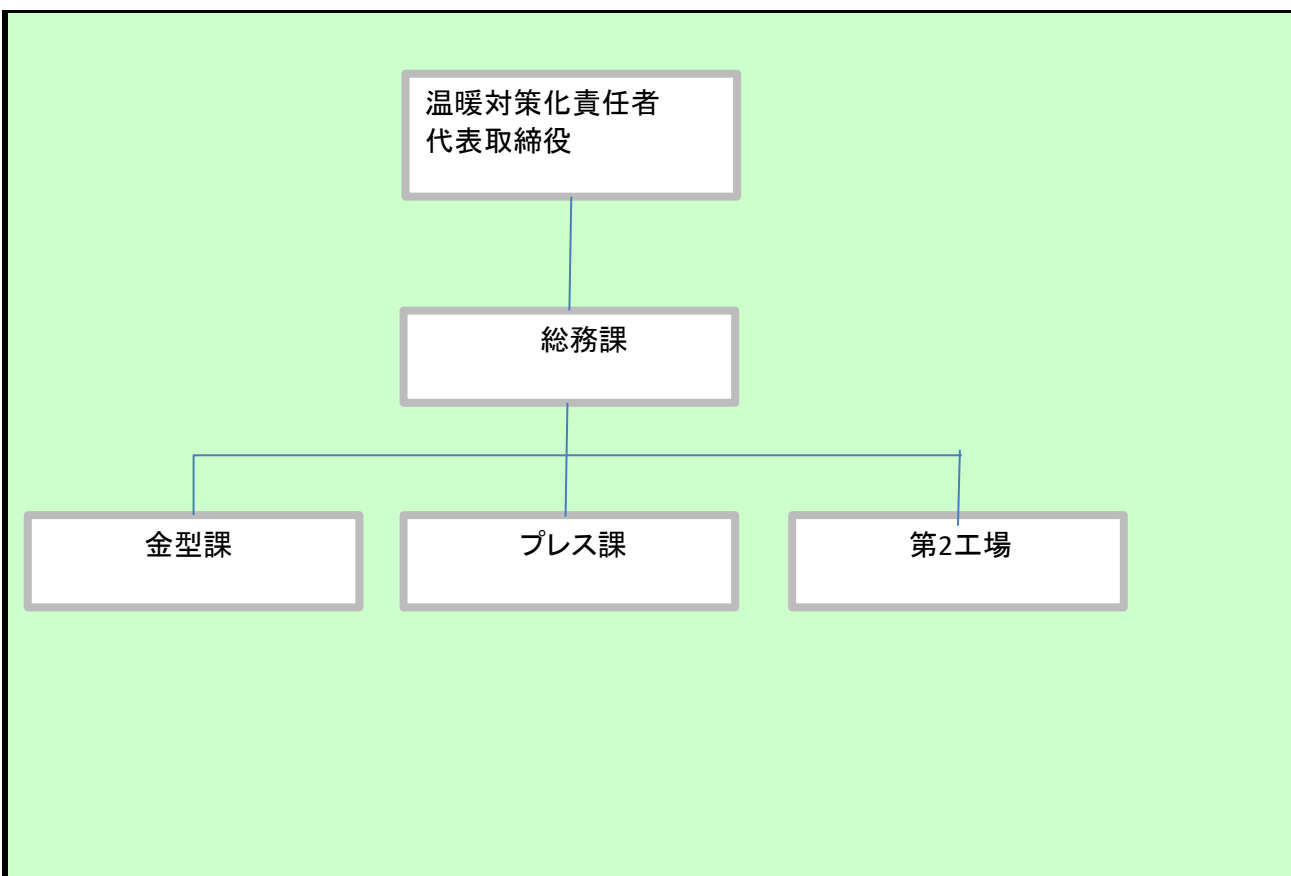 温暖対策化責任者
代表取締役
総務課
金型課
プレス課
第2工場